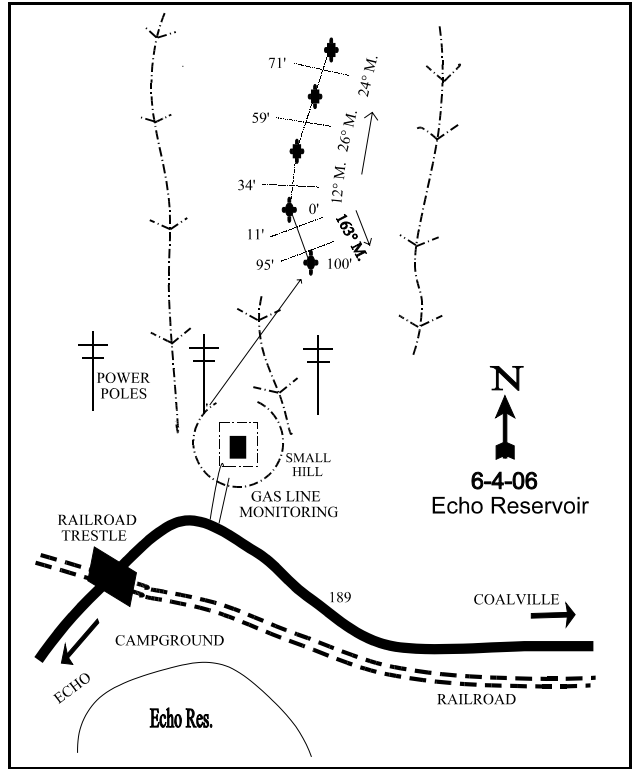 71'
24° M.
59'
26° M.
34'
12° M.
0'
163° M.
11'
95'
100'
POWER
POLES
N
SMALL
HILL
6-4-06
Echo Reservoir
GAS LINE
MONITORING
RAILROAD
TRESTLE
189
COALVILLE
CAMPGROUND
ECHO
RAILROAD
Echo Res.